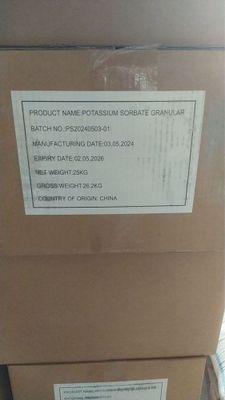 PRODUCT NAME:POTASSIUM SORBATE GRANULAR
BATCH NO.:PS20240503-01
MANUFACTURING DATE:03.05.2024
EXPIRY DATE:02.05.2026
NET WEIGHT:25KG
GROSS WEIGHT:26.2KG
COUNTRY OF ORIGIN: CHINA